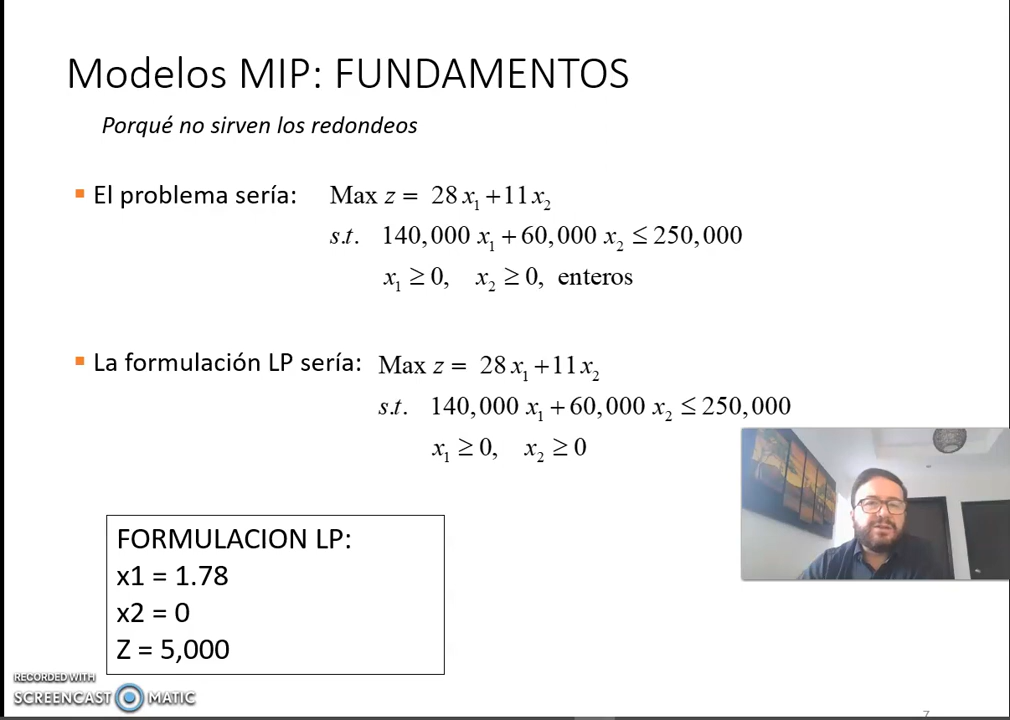 Modelos MIP: FUNDAMENTOS
Porqué no sirven los redondeos
▪ El problema sería: Max z = 28 x₁ + 11 x₂
s.t. 140,000 x₁ + 60,000 x₂ ≤ 250,000
x₁ ≥ 0, x₂ ≥ 0, enteros
▪ La formulación LP sería: Max z = 28 x₁ + 11 x₂
s.t. 140,000 x₁ + 60,000 x₂ ≤ 250,000
x₁ ≥ 0, x₂ ≥ 0
FORMULACION LP:
x1 = 1.78
x2 = 0
Z = 5,000
RECORDED WITH
SCREENCAST MATIC
7